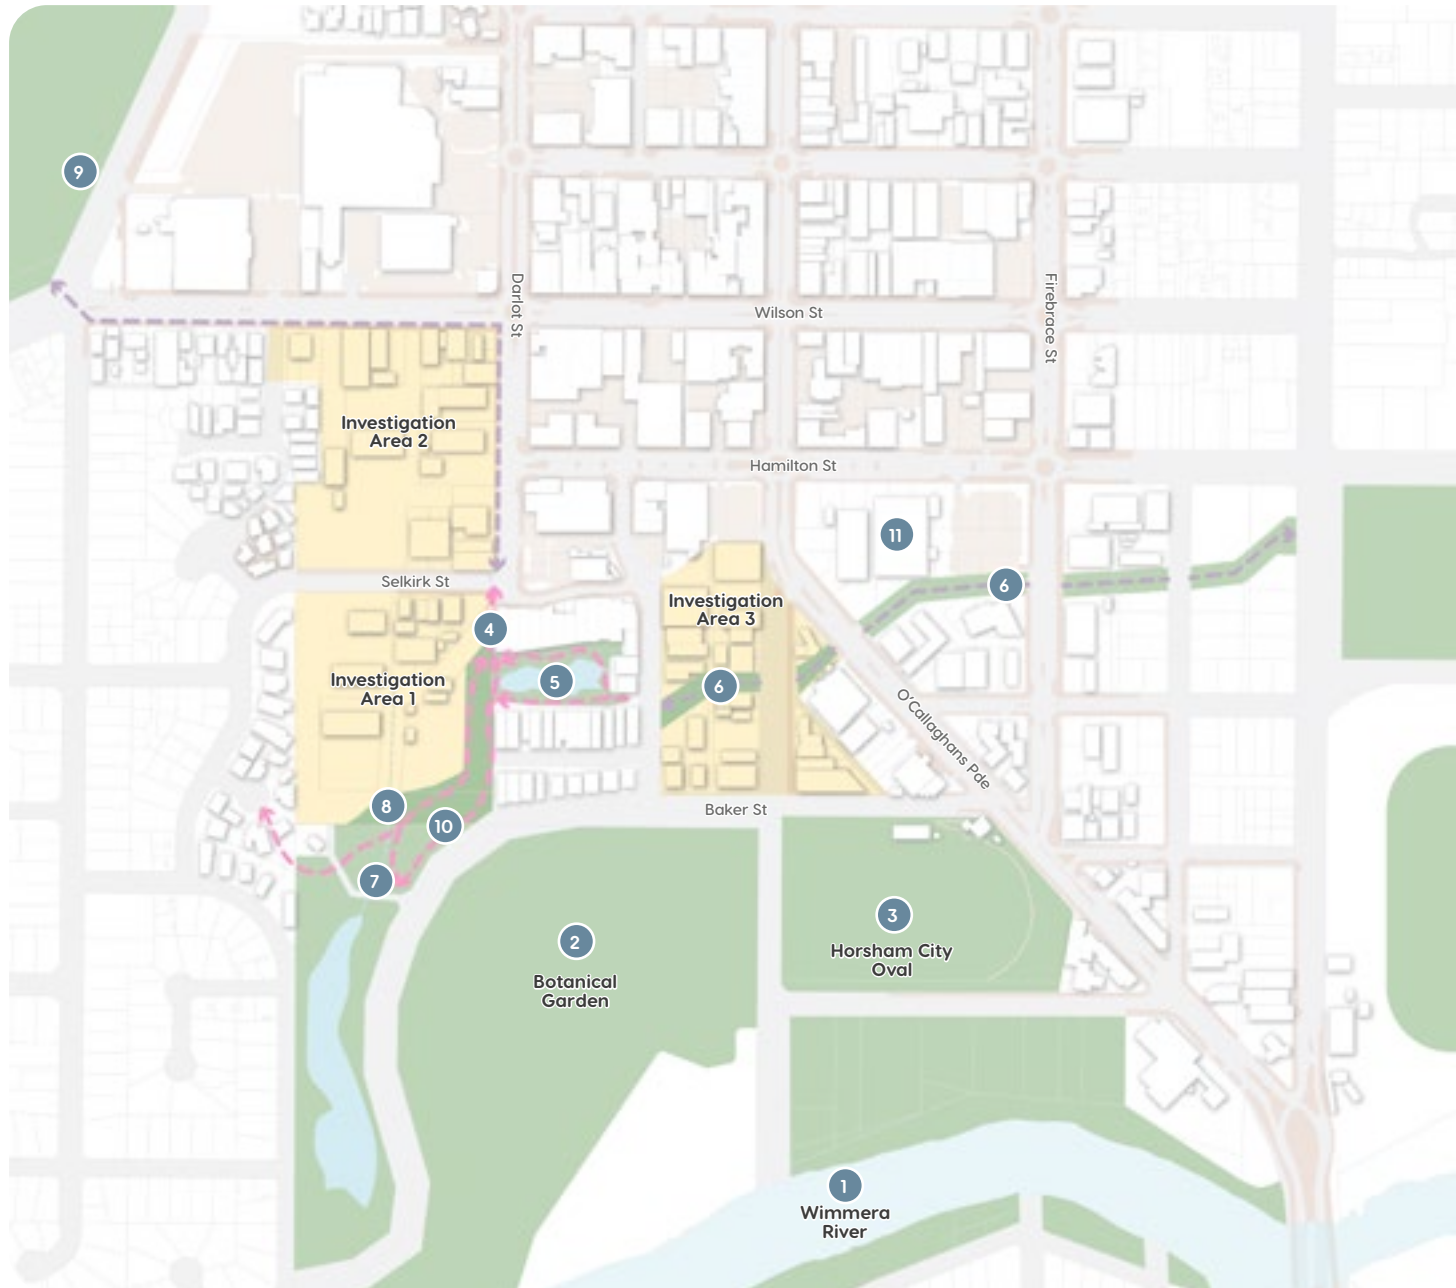 9
Darlot St
Wilson St
Firebrace St
Investigation
Area 2
Hamilton St
11
Selkirk St
6
Investigation
Area 3
4
5
6
Investigation
Area 1
O'Callaghans Pde
8
10
Baker St
7
3
Horsham City
Oval
2
Botanical
Garden
1
Wimmera
River